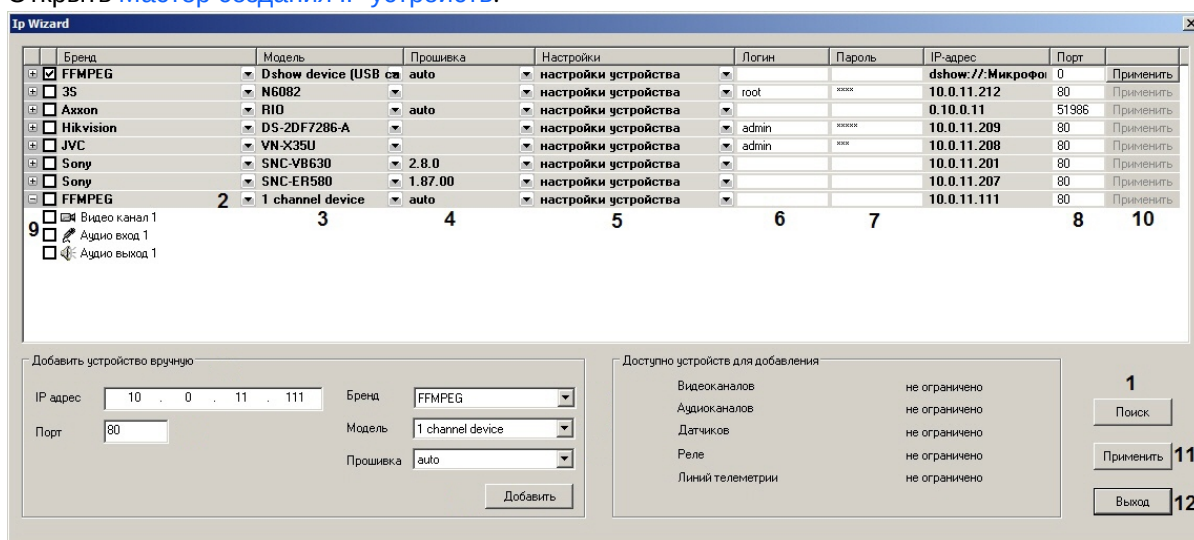 Открыть Мастер создания IP-устройств.
Ip Wizard
Бренд Модель Прошивка Настройки Логин Пароль IP-адрес Порт
FFMPEG Dshow device (USB ca auto настройки устройства dshow://:Микрофо 0 Применить
3S N6082 настройки устройства root **** 10.0.11.212 80 Применить
Axxon RIO auto настройки устройства 0.10.0.11 51986 Применить
Hikvision DS-2DF7286-A настройки устройства admin ***** 10.0.11.209 80 Применить
JVC VN-X35U настройки устройства admin *** 10.0.11.208 80 Применить
Sony SNC-VB630 2.8.0 настройки устройства 10.0.11.201 80 Применить
Sony SNC-ER580 1.87.00 настройки устройства 10.0.11.207 80 Применить
FFMPEG 2 1 channel device auto настройки устройства 10.0.11.111 80 Применить
Видео канал 1 3 4 5 6 7 8 10
9 Аудио вход 1
Аудио выход 1
Добавить устройство вручную
IP адрес 10 . 0 . 11 . 111 Бренд FFMPEG
Порт 80 Модель 1 channel device
Прошивка auto
Добавить
Доступно устройств для добавления
Видеоканалов не ограничено
Аудиоканалов не ограничено
Датчиков не ограничено
Реле не ограничено
Линий телеметрии не ограничено
1
Поиск
Применить 11
Выход 12